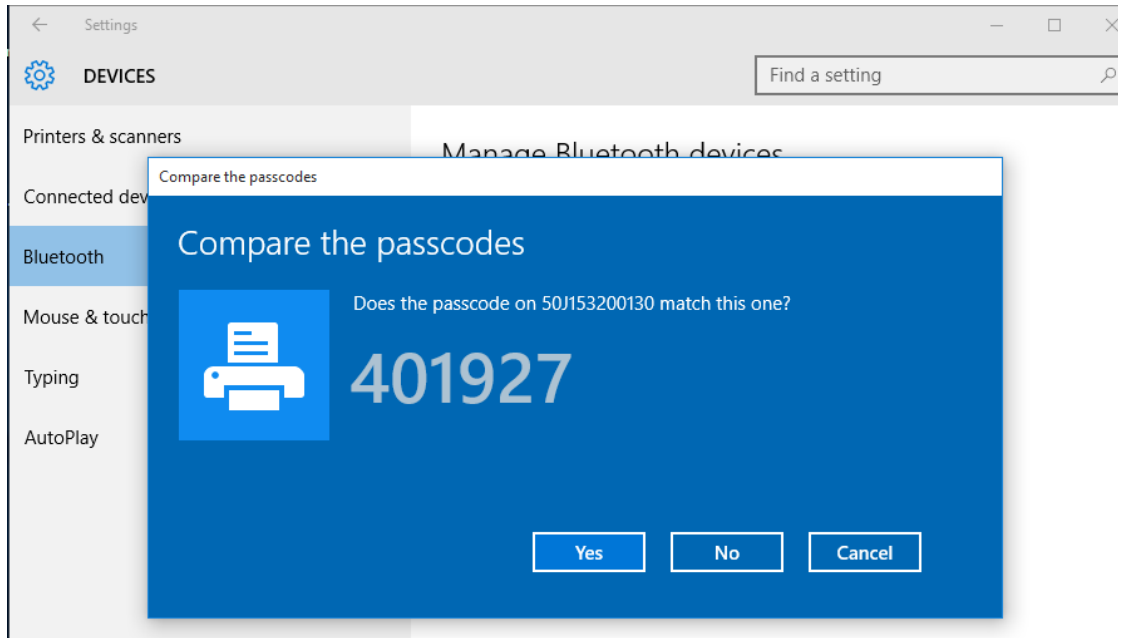 Settings
DEVICES
Find a setting
Printers & scanners
Manage Bluetooth devices
Compare the passcodes
Connected dev
Bluetooth
Compare the passcodes
Does the passcode on 50J153200130 match this one?
401927
Mouse & touch
Typing
AutoPlay
Yes No Cancel